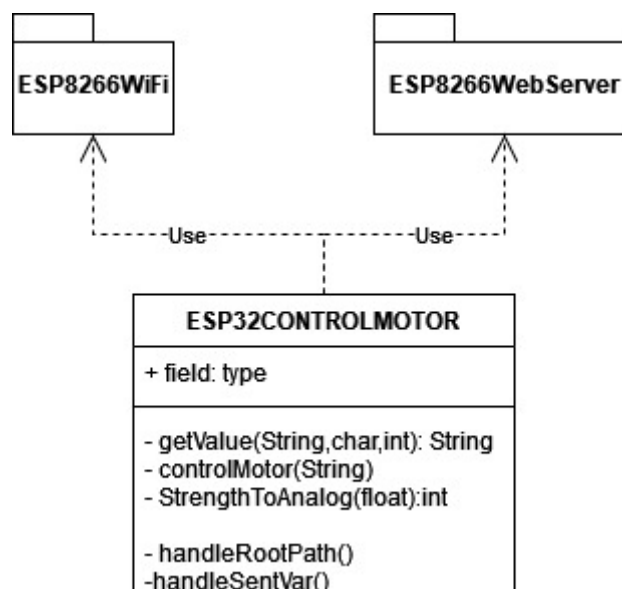 ESP8266WiFi
ESP8266WebServer
Use
Use
ESP32CONTROLMOTOR
+ field: type
- getValue(String,char,int): String
- controlMotor(String)
- StrengthToAnalog(float):int
- handleRootPath()
-handleSentVar()